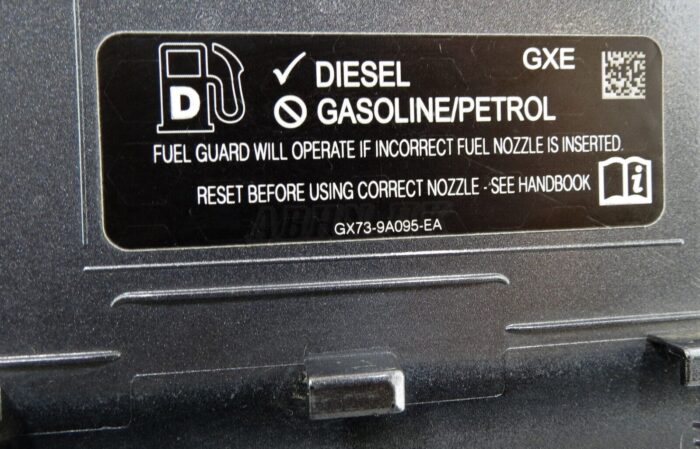 GXE
D
DIESEL
GASOLINE/PETROL
FUEL GUARD WILL OPERATE IF INCORRECT FUEL NOZZLE IS INSERTED.
RESET BEFORE USING CORRECT NOZZLE - SEE HANDBOOK
i
GX73-9A095-EA